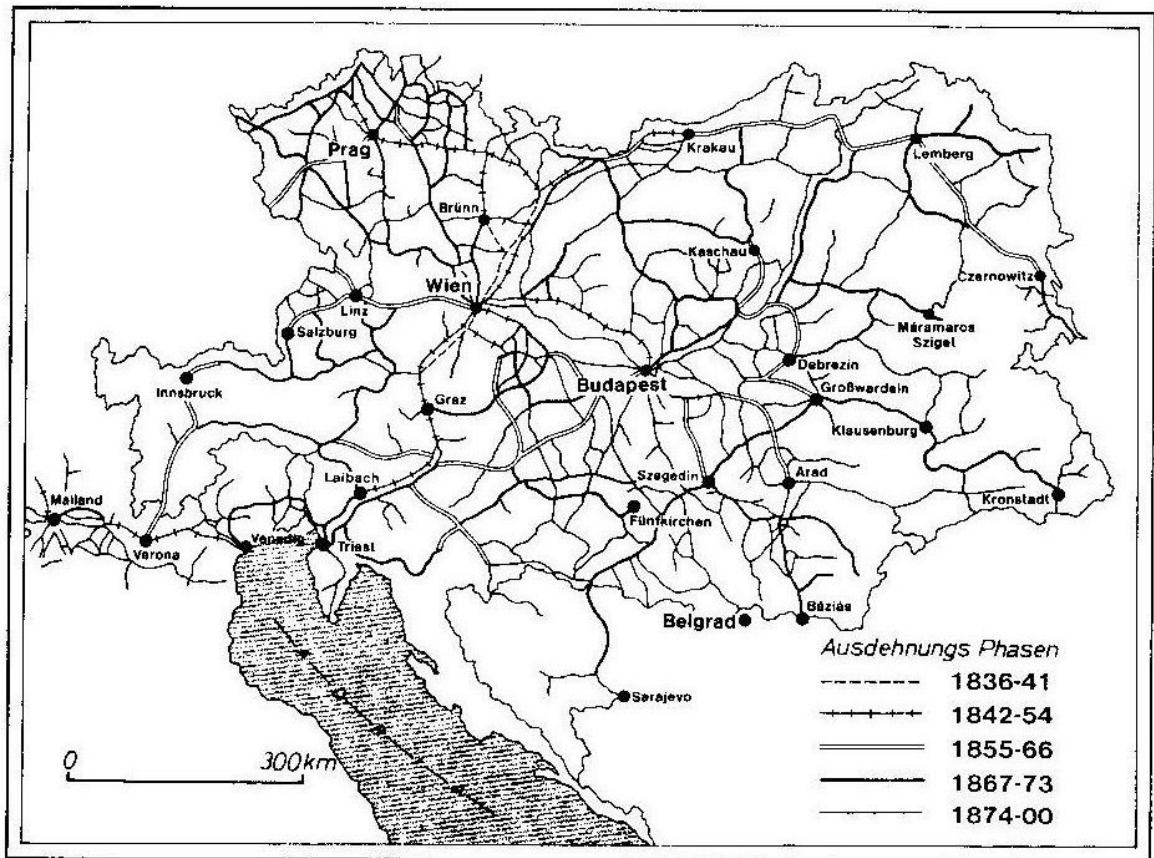 Prag
Krakau
Lemberg
Brünn
Kaschau
Czernowitz
Wien
Linz
Salzburg
Máramaros
Szigel
Debrezin
Innsbruck
Budapest
Großwardein
Graz
Klausenburg
Szegedin
Arad
Laibach
Kronstadt
Mailand
Fünfkirchen
Verona
Venedig
Triest
Báziás
Belgrad
Ausdehnungs Phasen
1836-41
1842-54
1855-66
1867-73
1874-00
Sarajevo
0 300km